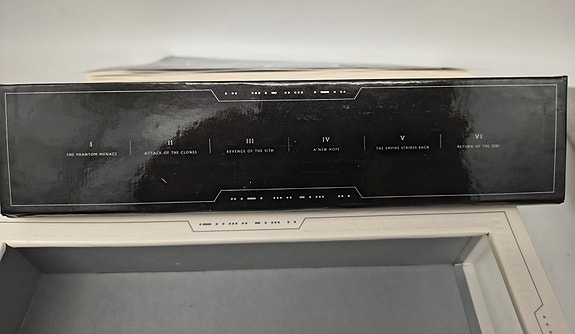 I
THE PHANTOM MENACE
II
ATTACK OF THE CLONES
III
REVENGE OF THE SITH
IV
A NEW HOPE
V
THE EMPIRE STRIKES BACK
VI
RETURN OF THE JEDI